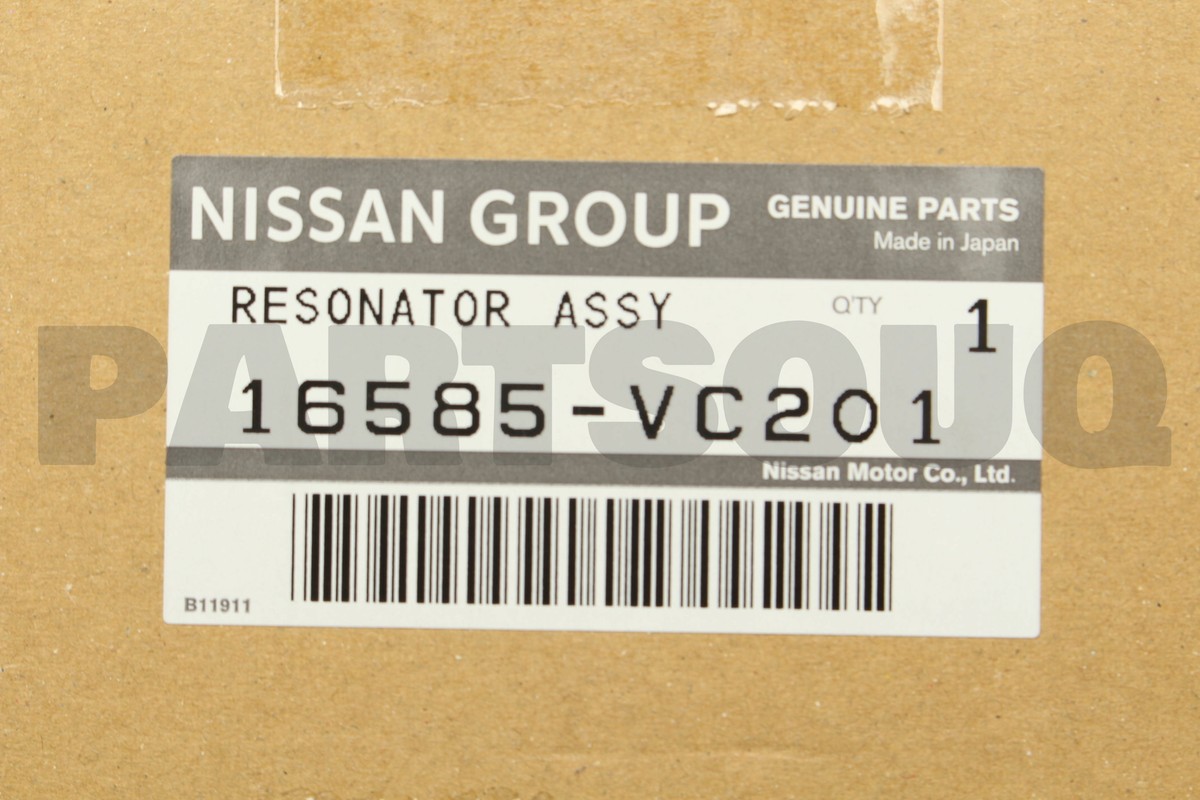 NISSAN GROUP
GENUINE PARTS
Made in Japan
RESONATOR ASSY
Q'TY
1
PARTSOUQ
16585-VC201
Nissan Motor Co., Ltd.
B11911